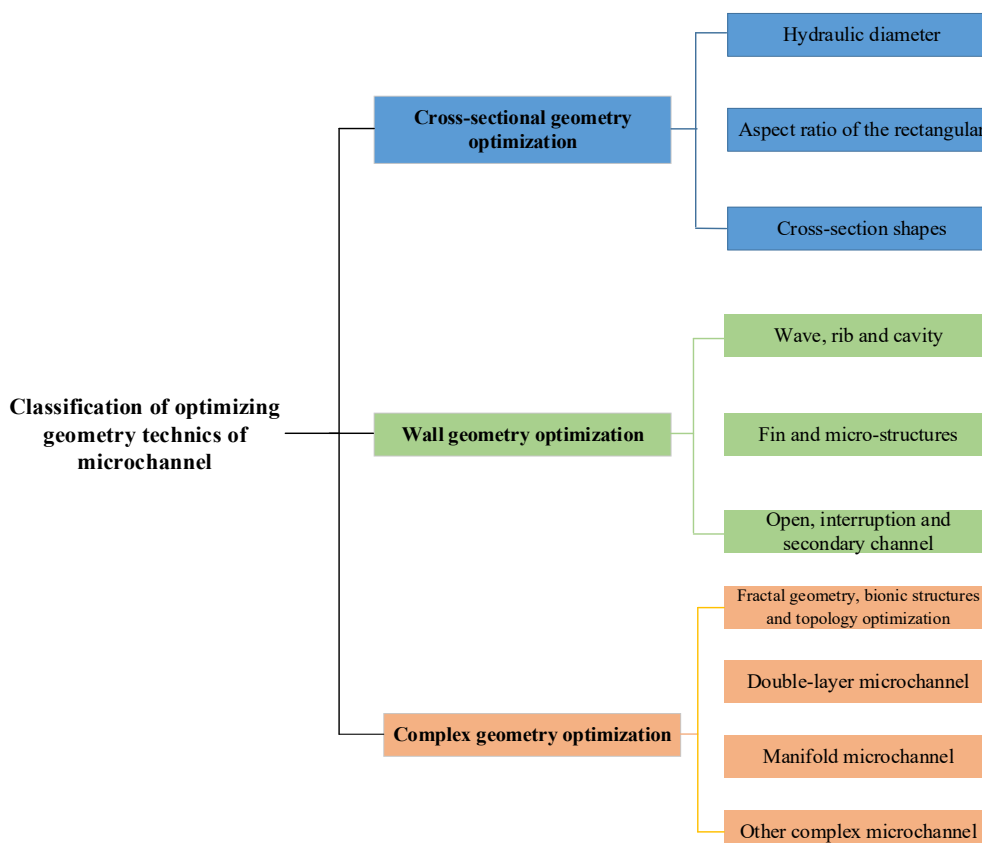 Classification of optimizing
geometry technics of
microchannel
Cross-sectional geometry
optimization
Hydraulic diameter
Aspect ratio of the rectangular
Cross-section shapes
Wall geometry optimization
Wave, rib and cavity
Fin and micro-structures
Open, interruption and
secondary channel
Complex geometry optimization
Fractal geometry, bionic structures
and topology optimization
Double-layer microchannel
Manifold microchannel
Other complex microchannel